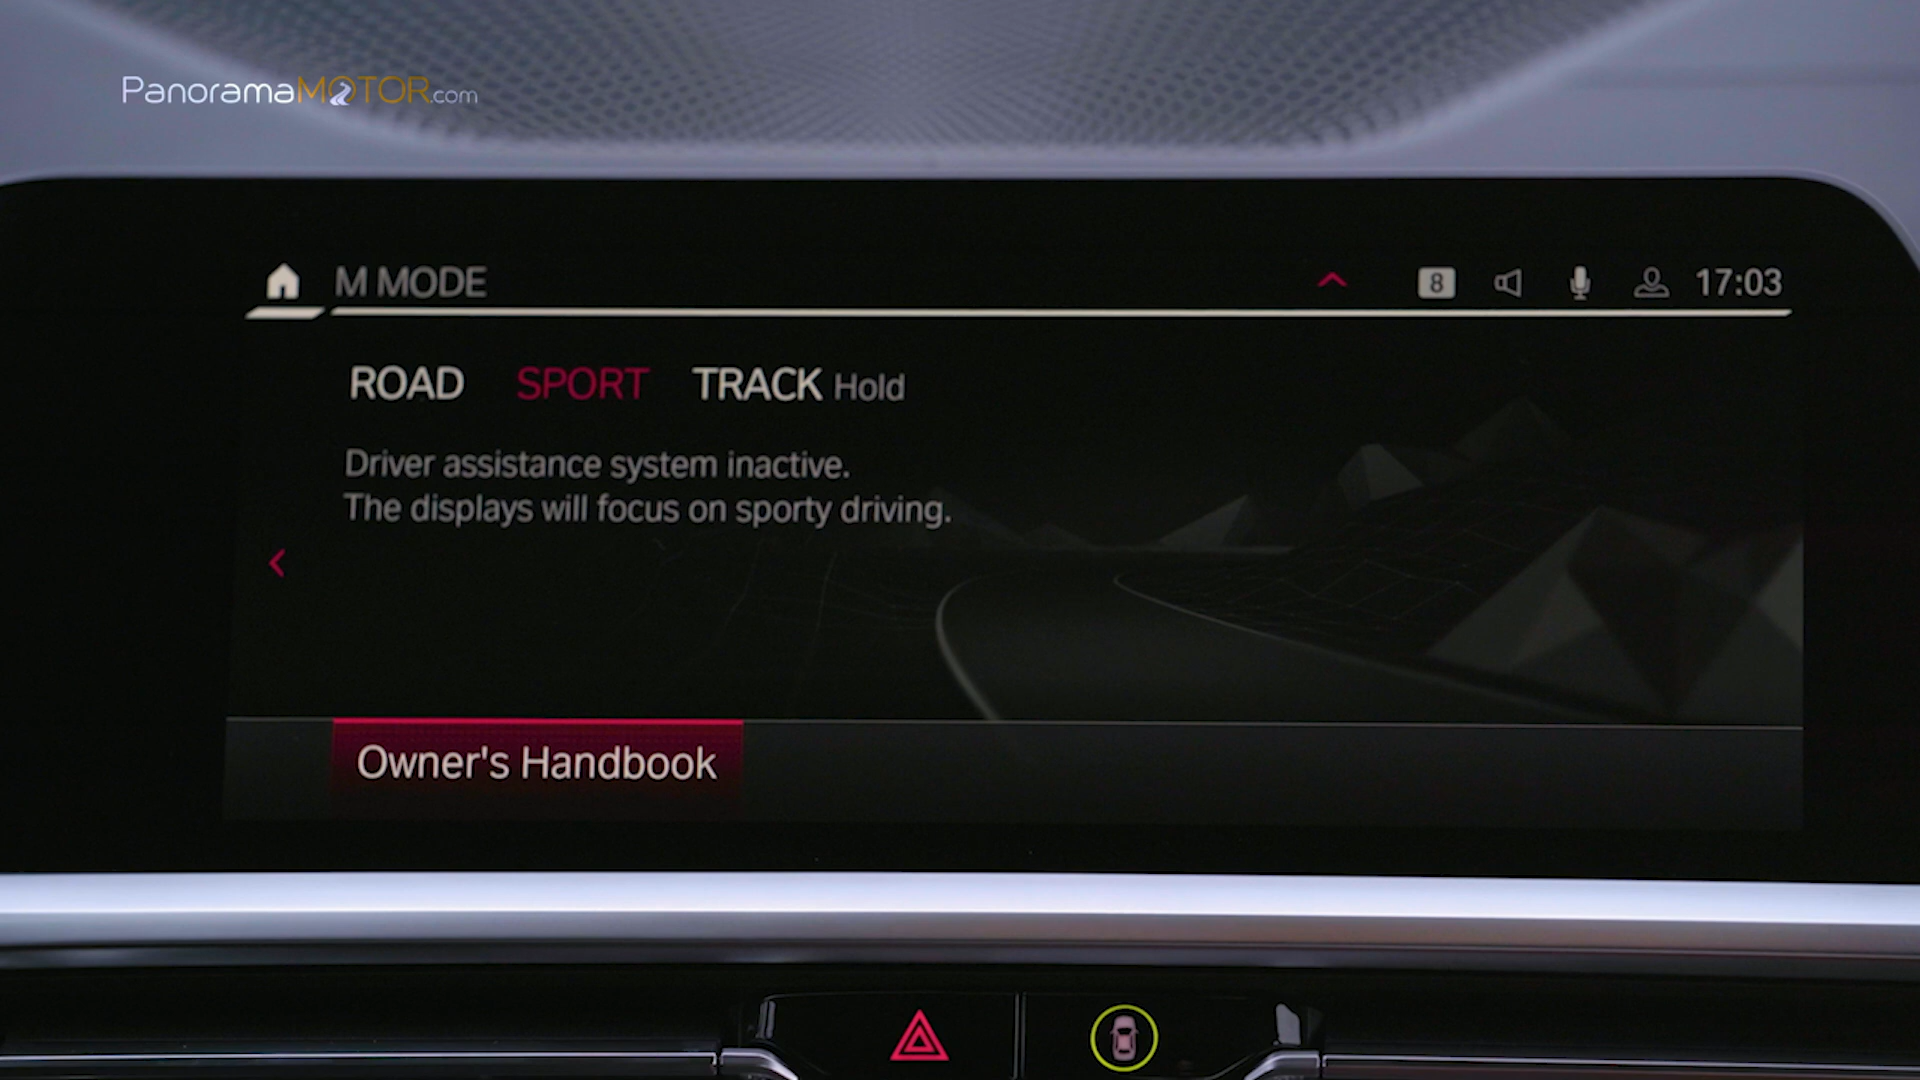 PanoramaMOTOR.com
M MODE
8
17:03
ROAD SPORT TRACK Hold
Driver assistance system inactive.
The displays will focus on sporty driving.
Owner's Handbook